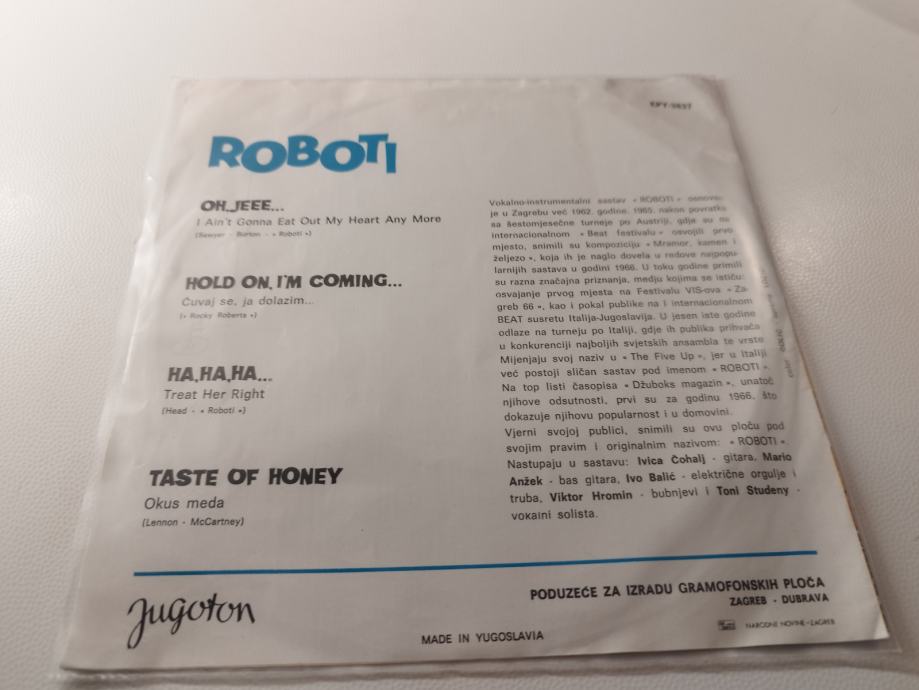 ROBOTI
OH, JEEE...
I Ain't Gonna Eat Out My Heart Any More
(Sawyer - Burton - « Roboti »)
HOLD ON, I'M COMING...
Čuvaj se, ja dolazim...
(« Rocky Roberts »)
HA, HA, HA...
Treat Her Right
(Head - « Roboti »)
TASTE OF HONEY
Okus meda
(Lennon - McCartney)
Vokalno-instrumentalni sastav « ROBOTI » osnovan
je u Zagrebu već 1962. godine. 1965. nakon povratka
sa šestomjesečne turneje po Austriji, gdje su na
internacionalnom « Beat festivalu » osvojili prvo
mjesto, snimili su kompoziciju « Mramor, kamen i
željezo », koja ih je naglo dovela u redove najpopu-
larnijih sastava u godini 1966. U toku godine primili
su razna značajna priznanja, medju kojima se ističu:
osvajanje prvog mjesta na Festivalu VIS-ova « Za-
greb 66 », kao i pokal publike na I internacionalnom
BEAT susretu Italija-Jugoslavija. U jesen iste godine
odlaze na turneju po Italiji, gdje ih publika prihvaća
u konkurenciji najboljih svjetskih ansambla te vrste
Mijenjaju svoj naziv u « The Five Up », jer u Italiji
već postoji sličan sastav pod imenom « ROBOTI ».
Na top listi časopisa « Džuboks magazin », unatoč
njihove odsutnosti, prvi su za godinu 1966, što
dokazuje njihovu popularnost i u domovini.
Vjerni svojoj publici, snimili su ovu ploču pod
svojim pravim i originalnim nazivom: « ROBOTI ».
Nastupaju u sastavu: Ivica Čohalj - gitara, Mario
Anžek - bas gitara, Ivo Balić - električne orgulje i
truba, Viktor Hromin - bubnjevi i Toni Studeny -
vokalni solista.
jugoton
MADE IN YUGOSLAVIA
PODUZEĆE ZA IZRADU GRAMOFONSKIH PLOČA
ZAGREB - DUBRAVA
NARODNE NOVINE - ZAGREB